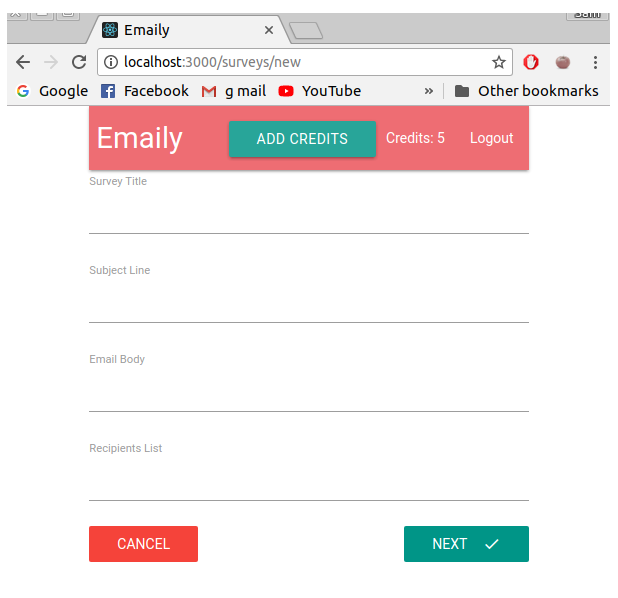 Sam
Emaily
localhost:3000/surveys/new
Google Facebook g mail YouTube » Other bookmarks
Emaily ADD CREDITS Credits: 5 Logout
Survey Title
Subject Line
Email Body
Recipients List
CANCEL NEXT